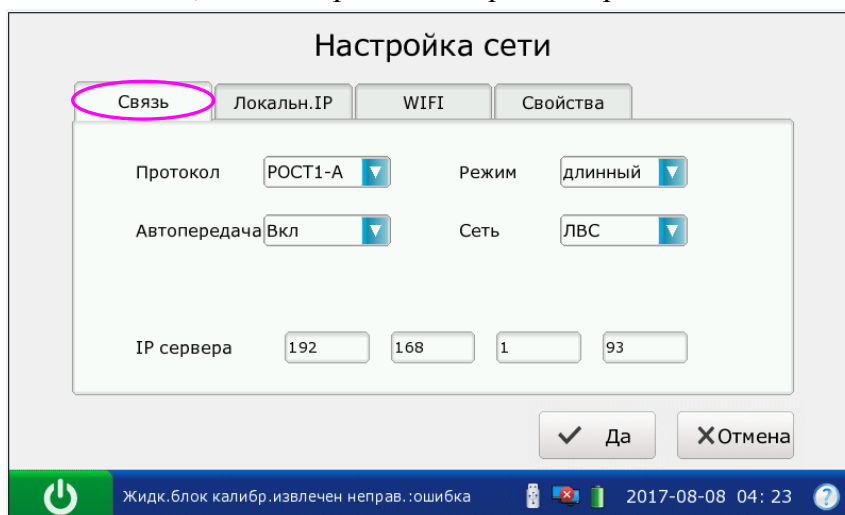 Настройка сети
Связь Локальн.IP WIFI Свойства
Протокол POCT1-A Режим длинный
Автопередача Вкл Сеть ЛВС
IP сервера 192 168 1 93
Да Отмена
Жидк.блок калибр.извлечен неправ.:ошибка 2017-08-08 04: 23 ?